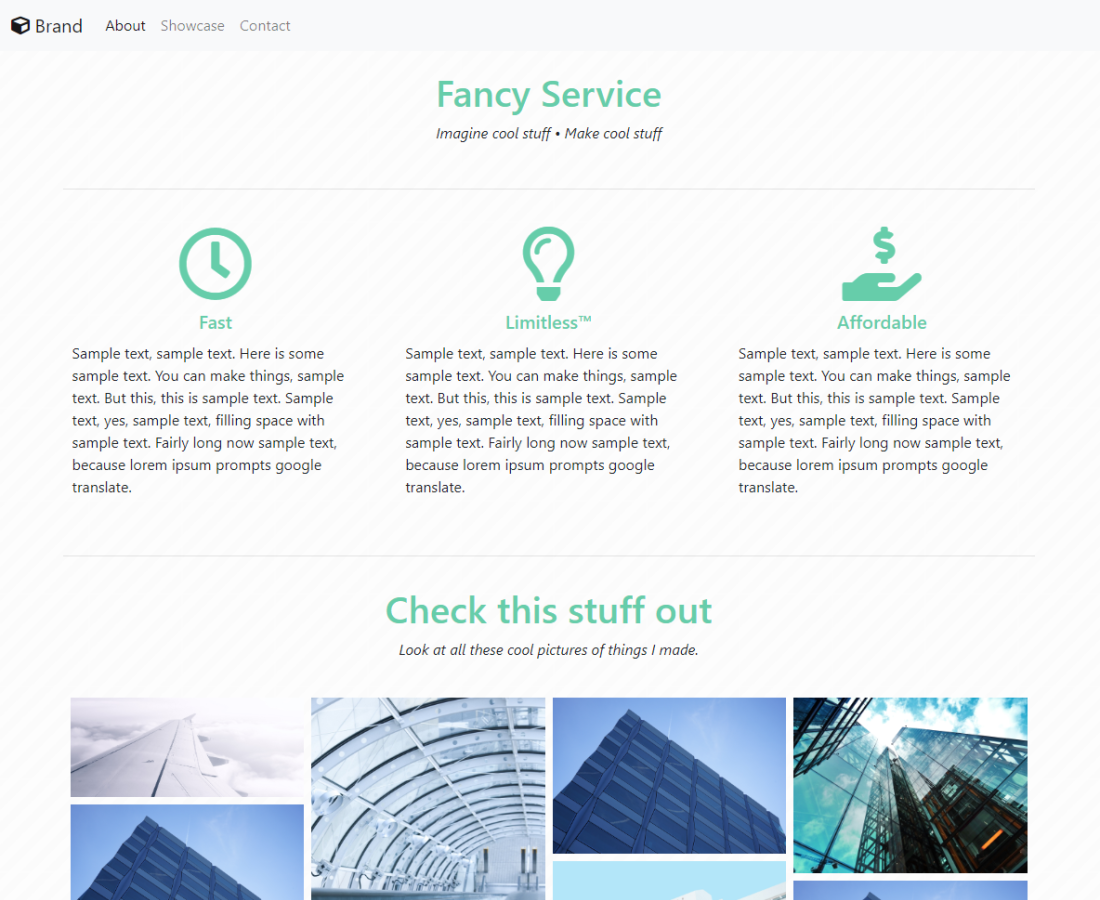 Brand About Showcase Contact
Fancy Service
Imagine cool stuff • Make cool stuff
Fast
Sample text, sample text. Here is some
sample text. You can make things, sample
text. But this, this is sample text. Sample
text, yes, sample text, filling space with
sample text. Fairly long now sample text,
because lorem ipsum prompts google
translate.
Limitless™
Sample text, sample text. Here is some
sample text. You can make things, sample
text. But this, this is sample text. Sample
text, yes, sample text, filling space with
sample text. Fairly long now sample text,
because lorem ipsum prompts google
translate.
$
Affordable
Sample text, sample text. Here is some
sample text. You can make things, sample
text. But this, this is sample text. Sample
text, yes, sample text, filling space with
sample text. Fairly long now sample text,
because lorem ipsum prompts google
translate.
Check this stuff out
Look at all these cool pictures of things I made.